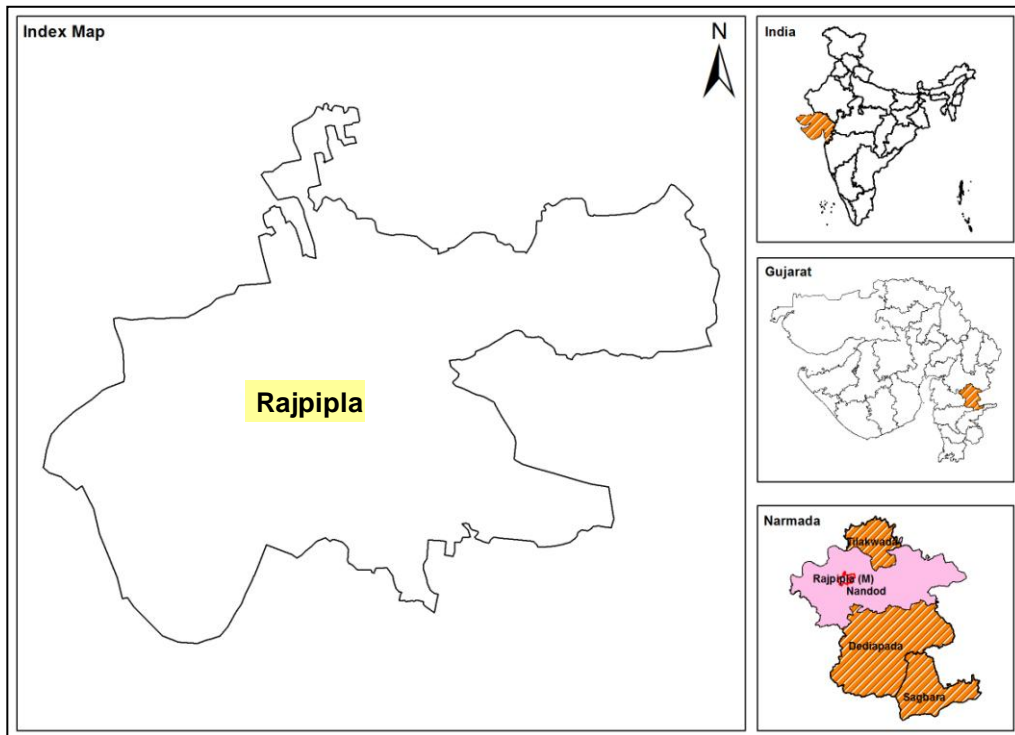 Index Map
N
Rajpipla
India
Gujarat
Narmada
Tilakwada
Rajpipla (M)
Nandod
Dediapada
Sagbara